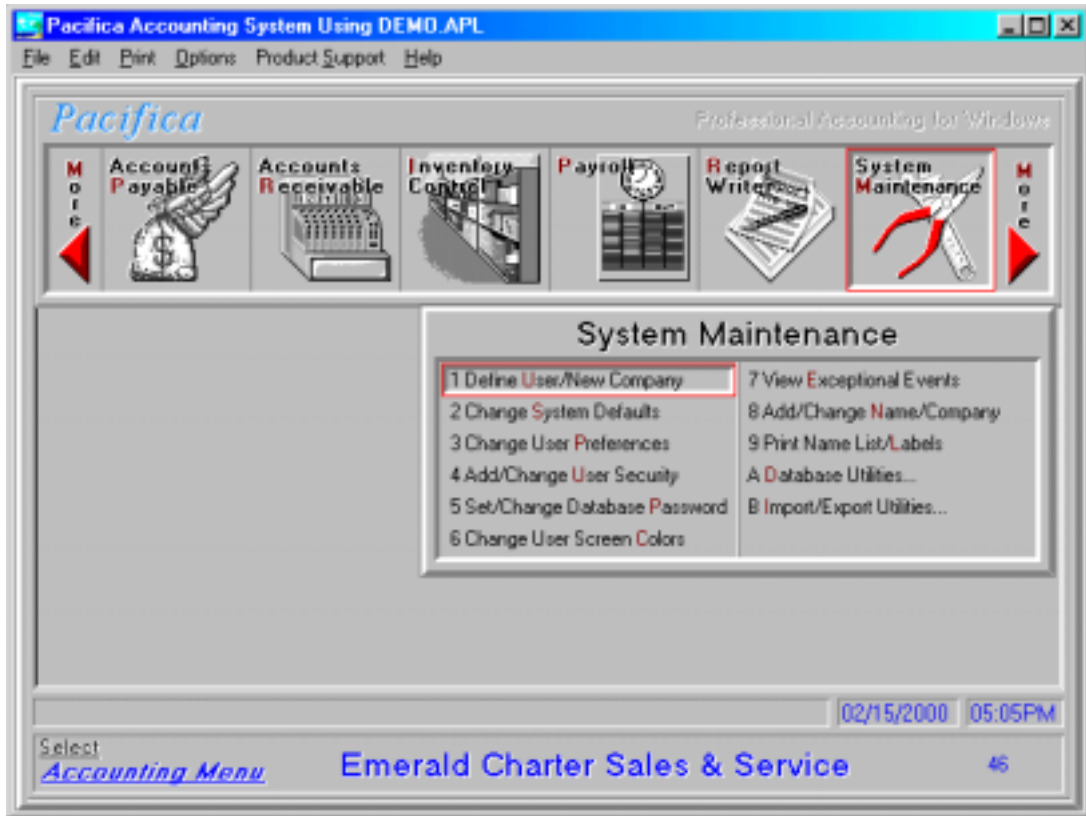 Pacifica Accounting System Using DEMO.APL
File Edit Print Options Product Support Help
Pacifica
Professional Accounting for Windows
More
Accounts Payable
Accounts Receivable
Inventory Control
Payroll
Report Writer
System Maintenance
More
System Maintenance
1 Define User/New Company
2 Change System Defaults
3 Change User Preferences
4 Add/Change User Security
5 Set/Change Database Password
6 Change User Screen Colors
7 View Exceptional Events
8 Add/Change Name/Company
9 Print Name List/Labels
A Database Utilities...
B Import/Export Utilities...
02/15/2000 05:05PM
Select
Accounting Menu
Emerald Charter Sales & Service
46